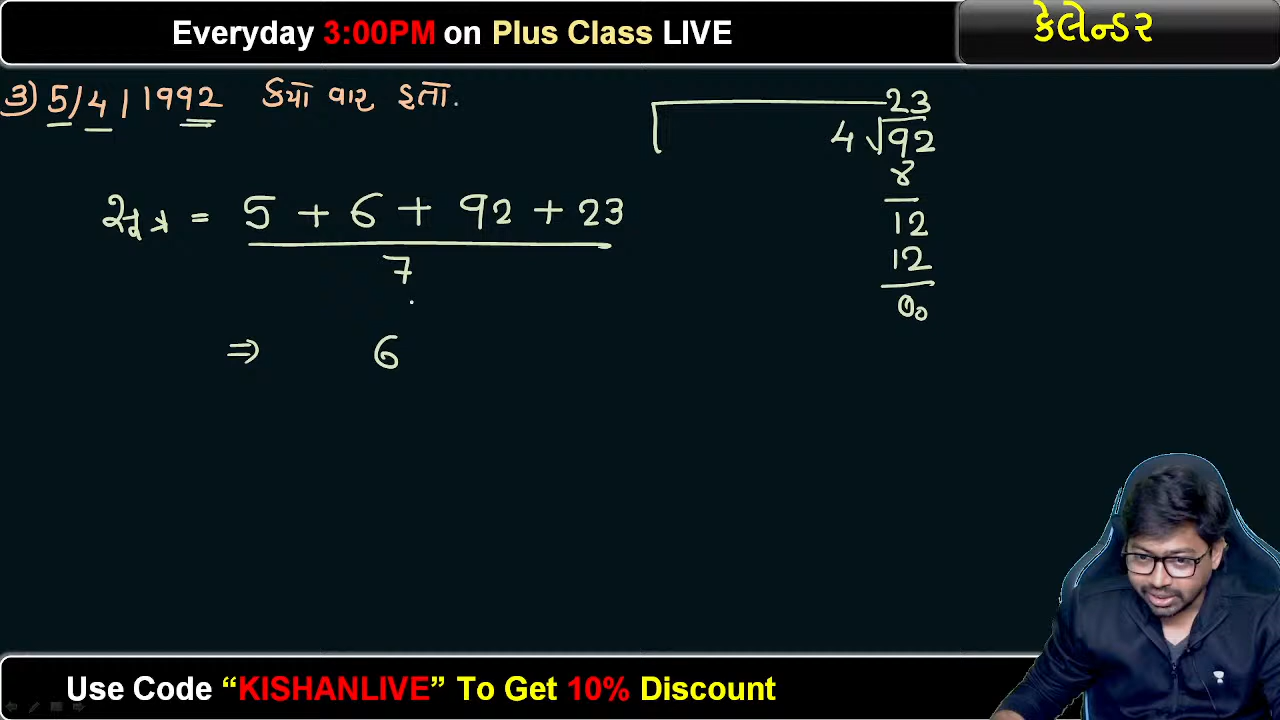 Everyday 3:00PM on Plus Class LIVE
કેલેન્ડર
૩) 5/4/1992 કયો વાર હતો.
સૂત્ર = 5 + 6 + 92 + 23
7
⇒ 6
23
4√92
8
12
12
00
Use Code “KISHANLIVE” To Get 10% Discount